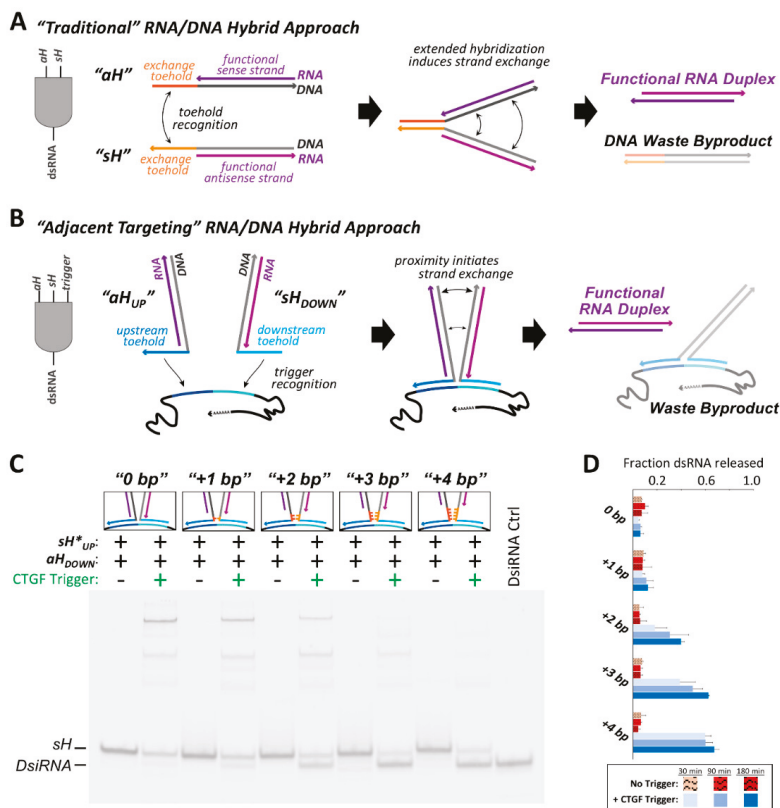 A "Traditional" RNA/DNA Hybrid Approach
aH
sH
dsRNA
"aH"
exchange
toehold
functional
sense strand
RNA
DNA
toehold
recognition
"sH"
exchange
toehold
DNA
RNA
functional
antisense strand
extended hybridization
induces strand exchange
Functional RNA Duplex
DNA Waste Byproduct
B "Adjacent Targeting" RNA/DNA Hybrid Approach
aH
sH
trigger
dsRNA
"aHUP"
RNA
DNA
DNA
RNA
"sHDOWN"
upstream
toehold
downstream
toehold
trigger
recognition
proximity initiates
strand exchange
Functional
RNA Duplex
Waste Byproduct
C
"0 bp" "+1 bp" "+2 bp" "+3 bp" "+4 bp"
sH*UP: + + + + + + + + + +
aHDOWN: + + + + + + + + + +
CTGF Trigger: - + - + - + - + - +
DsiRNA Ctrl
sH
DsiRNA
D
Fraction dsRNA released
0.2 0.6 1
0 bp
+1 bp
+2 bp
+3 bp
+4 bp
30 min 90 min 180 min
No Trigger:
+ CTGF Trigger: